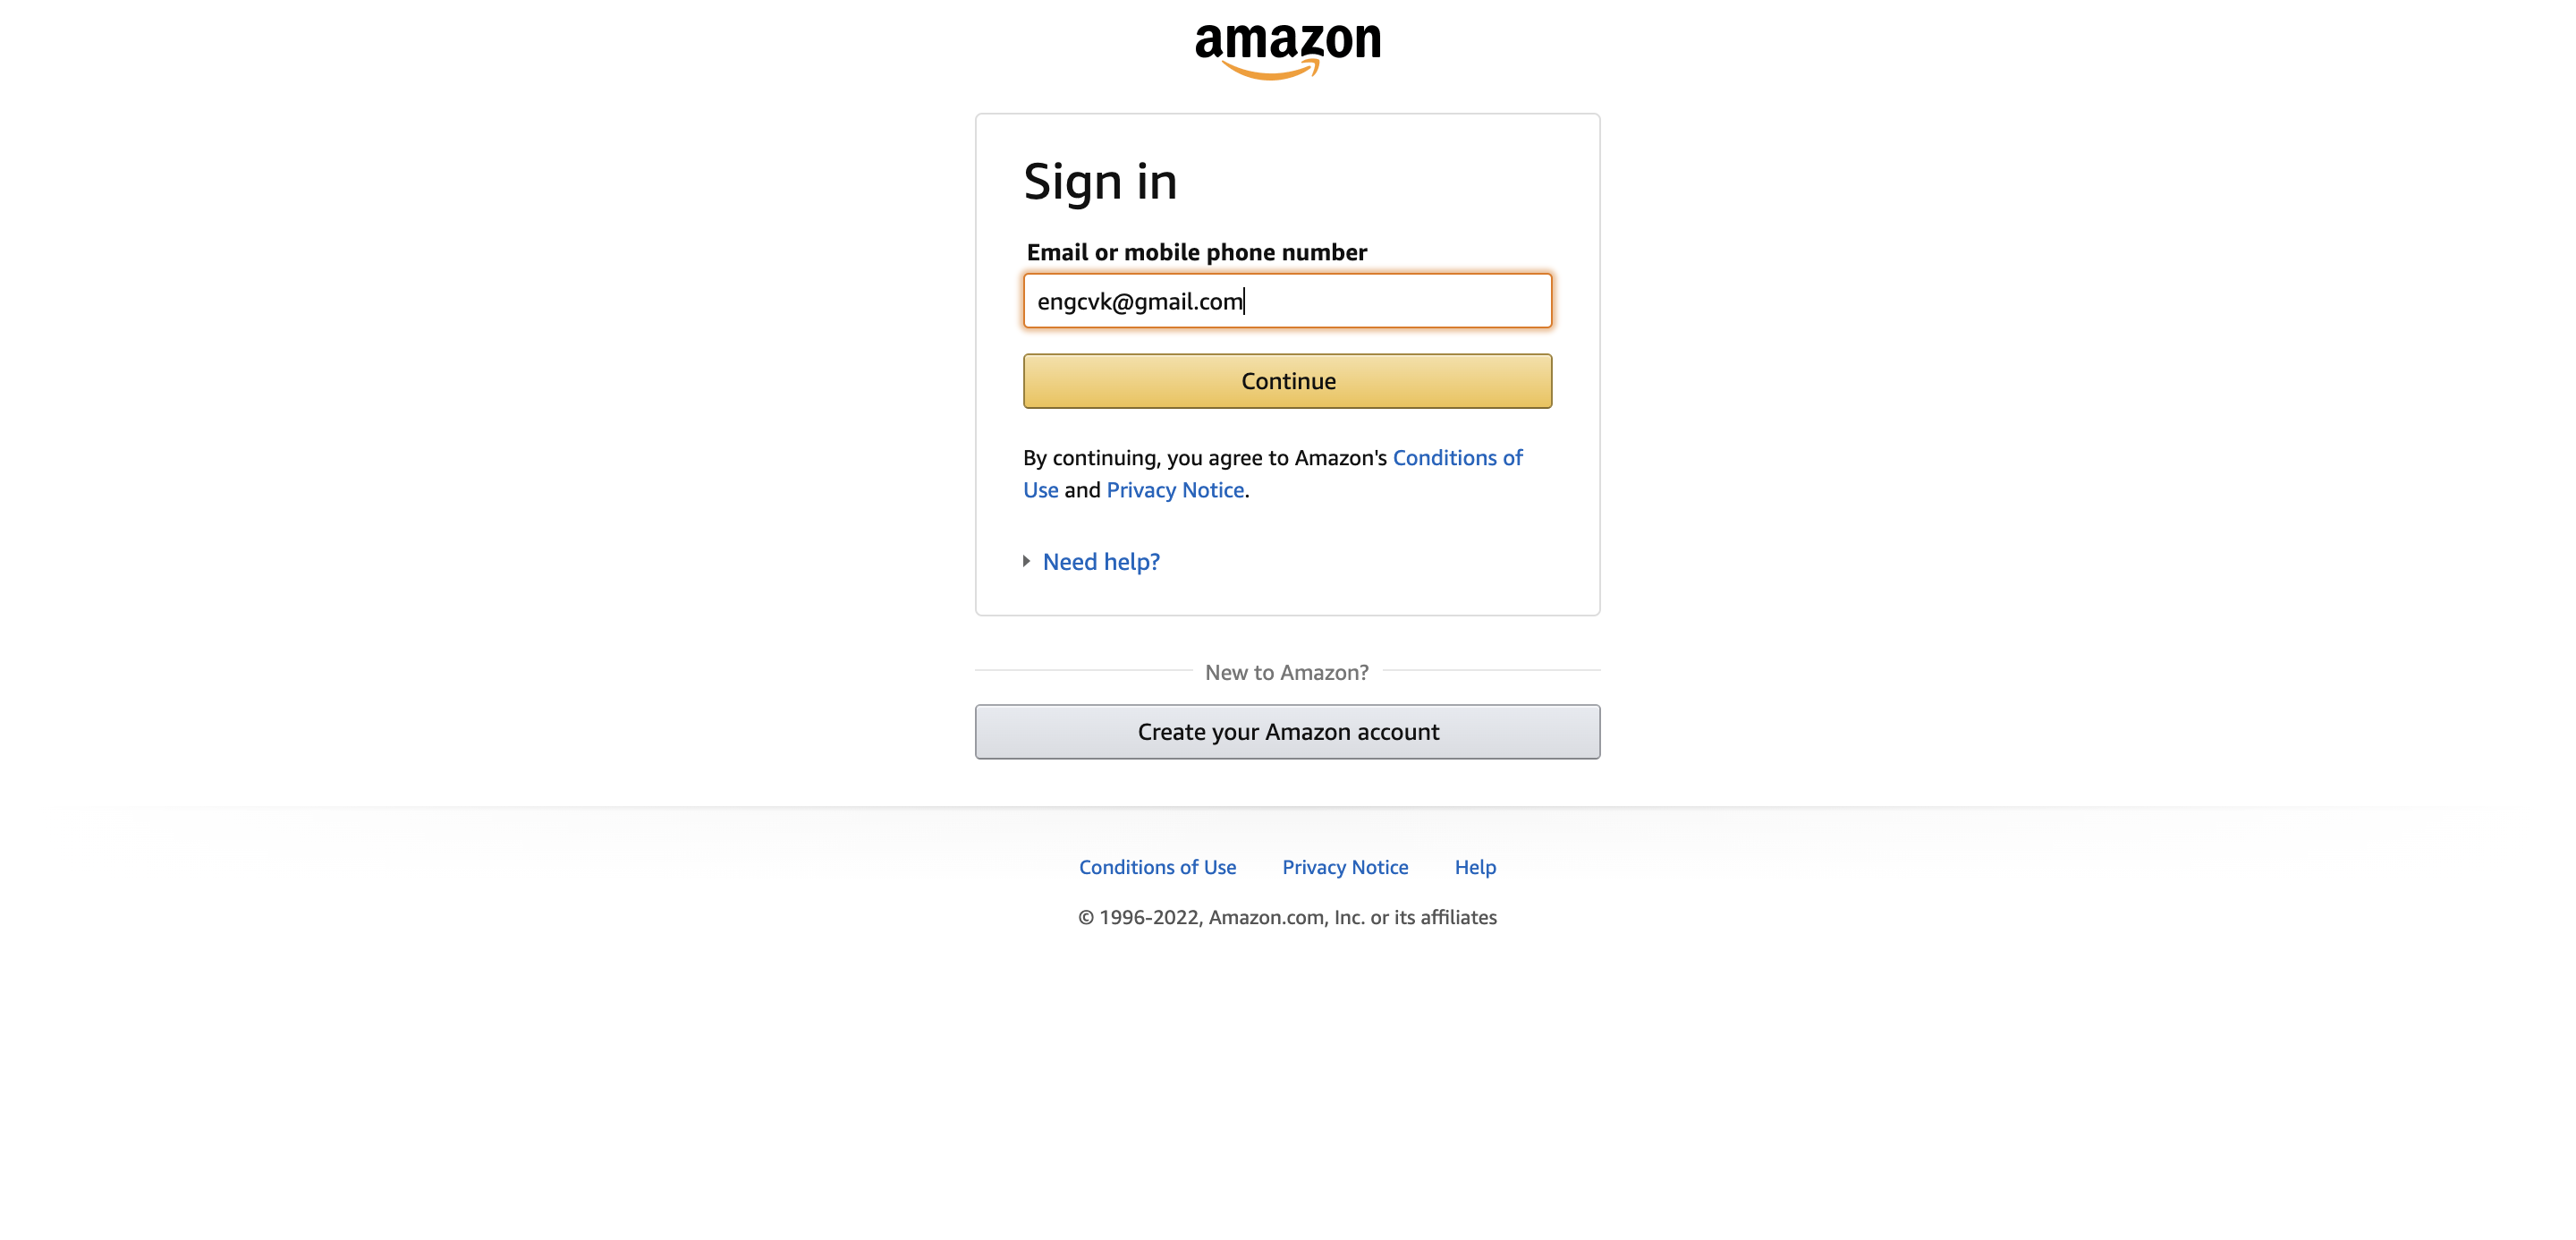 amazon
Sign in
Email or mobile phone number
engcvk@gmail.com
Continue
By continuing, you agree to Amazon's Conditions of
Use and Privacy Notice.
Need help?
New to Amazon?
Create your Amazon account
Conditions of Use Privacy Notice Help
© 1996-2022, Amazon.com, Inc. or its affiliates